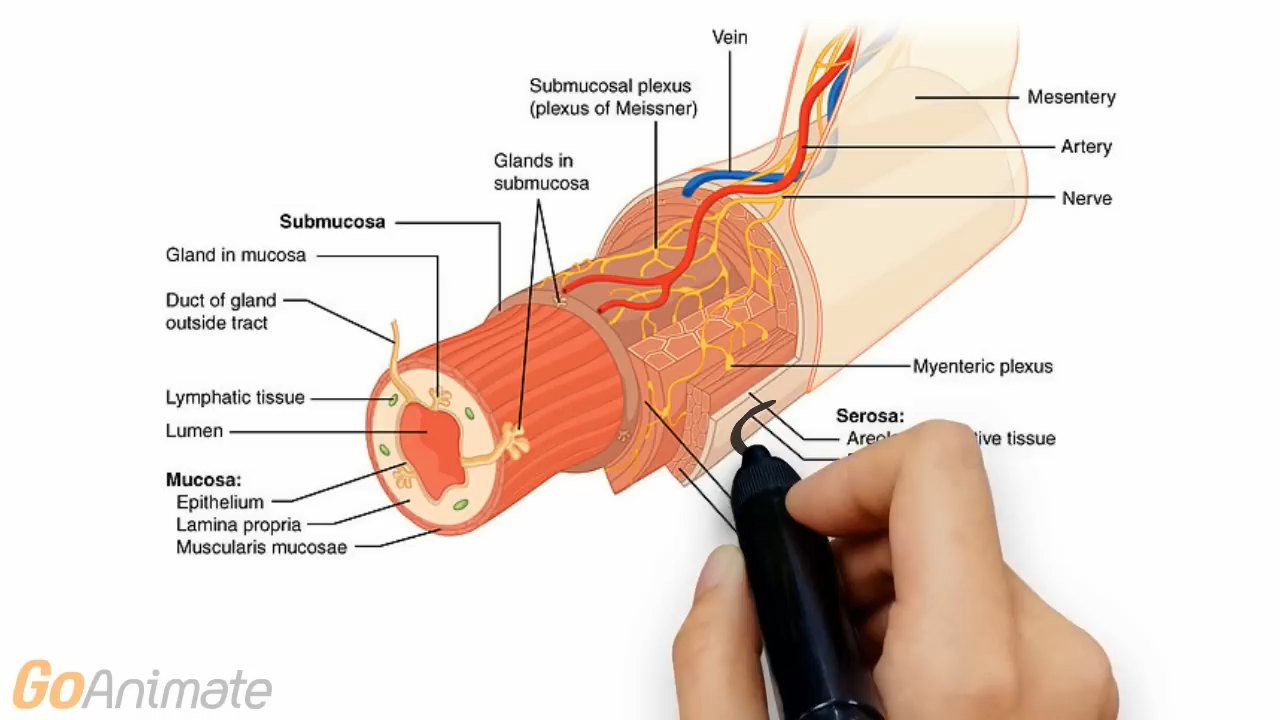 Vein
Submucosal plexus
(plexus of Meissner)
Mesentery
Artery
Glands in
submucosa
Nerve
Submucosa
Gland in mucosa
Duct of gland
outside tract
Myenteric plexus
Lymphatic tissue
Serosa:
tissue
Lumen
Mucosa:
Epithelium
Lamina propria
Muscularis mucosae
GoAnimate